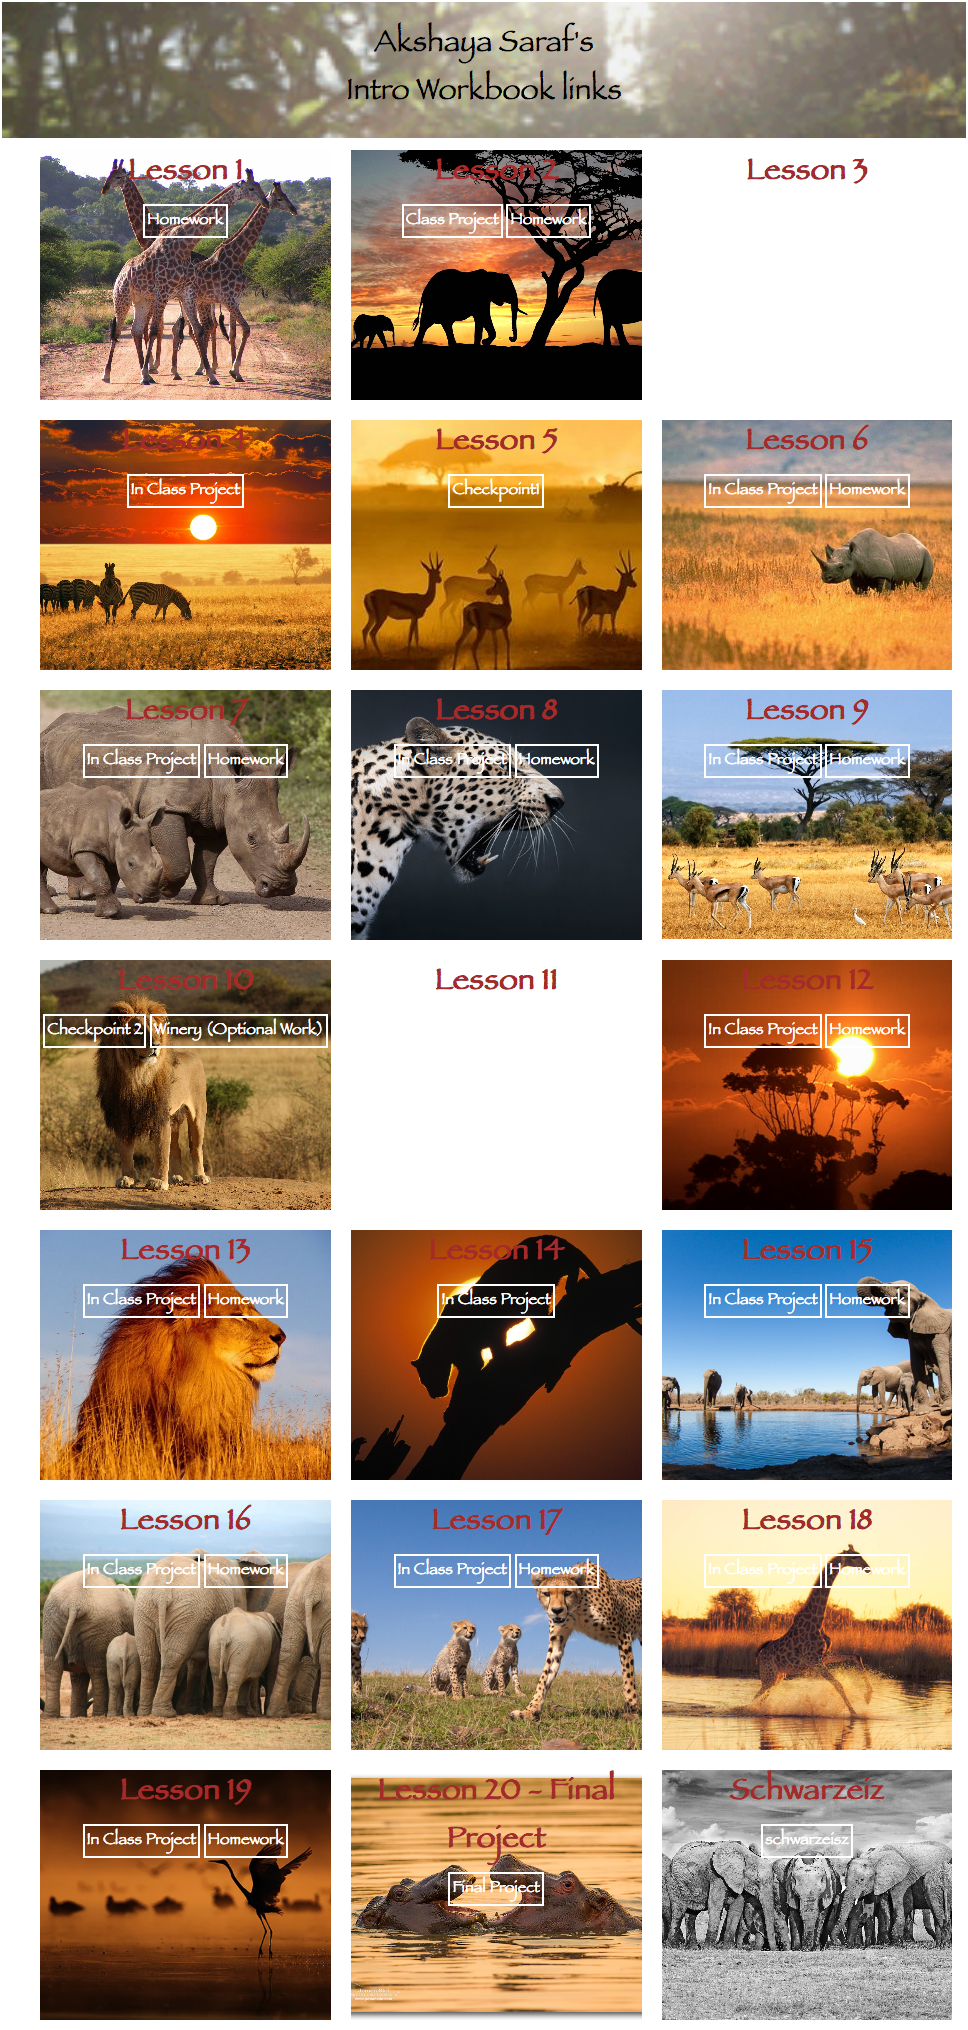 Akshaya Saraf's
Intro Workbook links
Lesson 1
Homework
Lesson 2
Class Project Homework
Lesson 3
Lesson 4
In Class Project
Lesson 5
Checkpoint1
Lesson 6
In Class Project Homework
Lesson 7
In Class Project Homework
Lesson 8
In Class Project Homework
Lesson 9
In Class Project Homework
Lesson 10
Checkpoint 2 Winery (Optional Work)
Lesson 11
Lesson 12
In Class Project Homework
Lesson 13
In Class Project Homework
Lesson 14
In Class Project
Lesson 15
In Class Project Homework
Lesson 16
In Class Project Homework
Lesson 17
In Class Project Homework
Lesson 18
In Class Project Homework
Lesson 19
In Class Project Homework
Lesson 20 - Final
Project
Final Project
Schwarzeiz
schwarzeisz